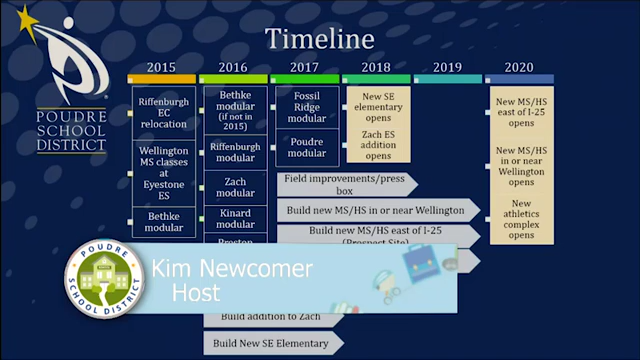 Timeline
POUDRE
SCHOOL
DISTRICT
2015
2016
2017
2018
2019
2020
Riffenburgh
EC
relocation
Wellington
MS classes
at
Eyestone
ES
Bethke
modular
Bethke
modular
(if not in
2015)
Riffenburgh
modular
Zach
modular
Kinard
modular
Preston
Fossil
Ridge
modular
Poudre
modular
New SE
elementary
opens
Zach ES
addition
opens
New MS/HS
east of I-25
opens
New MS/HS
in or near
Wellington
opens
New
athletics
complex
opens
Field improvements/press
box
Build new MS/HS in or near Wellington
Build new MS/HS east of I-25
(Prospect Site)
POUDRE
SCHOOL DISTRICT
Kim Newcomer
Host
Build addition to Zach
Build New SE Elementary